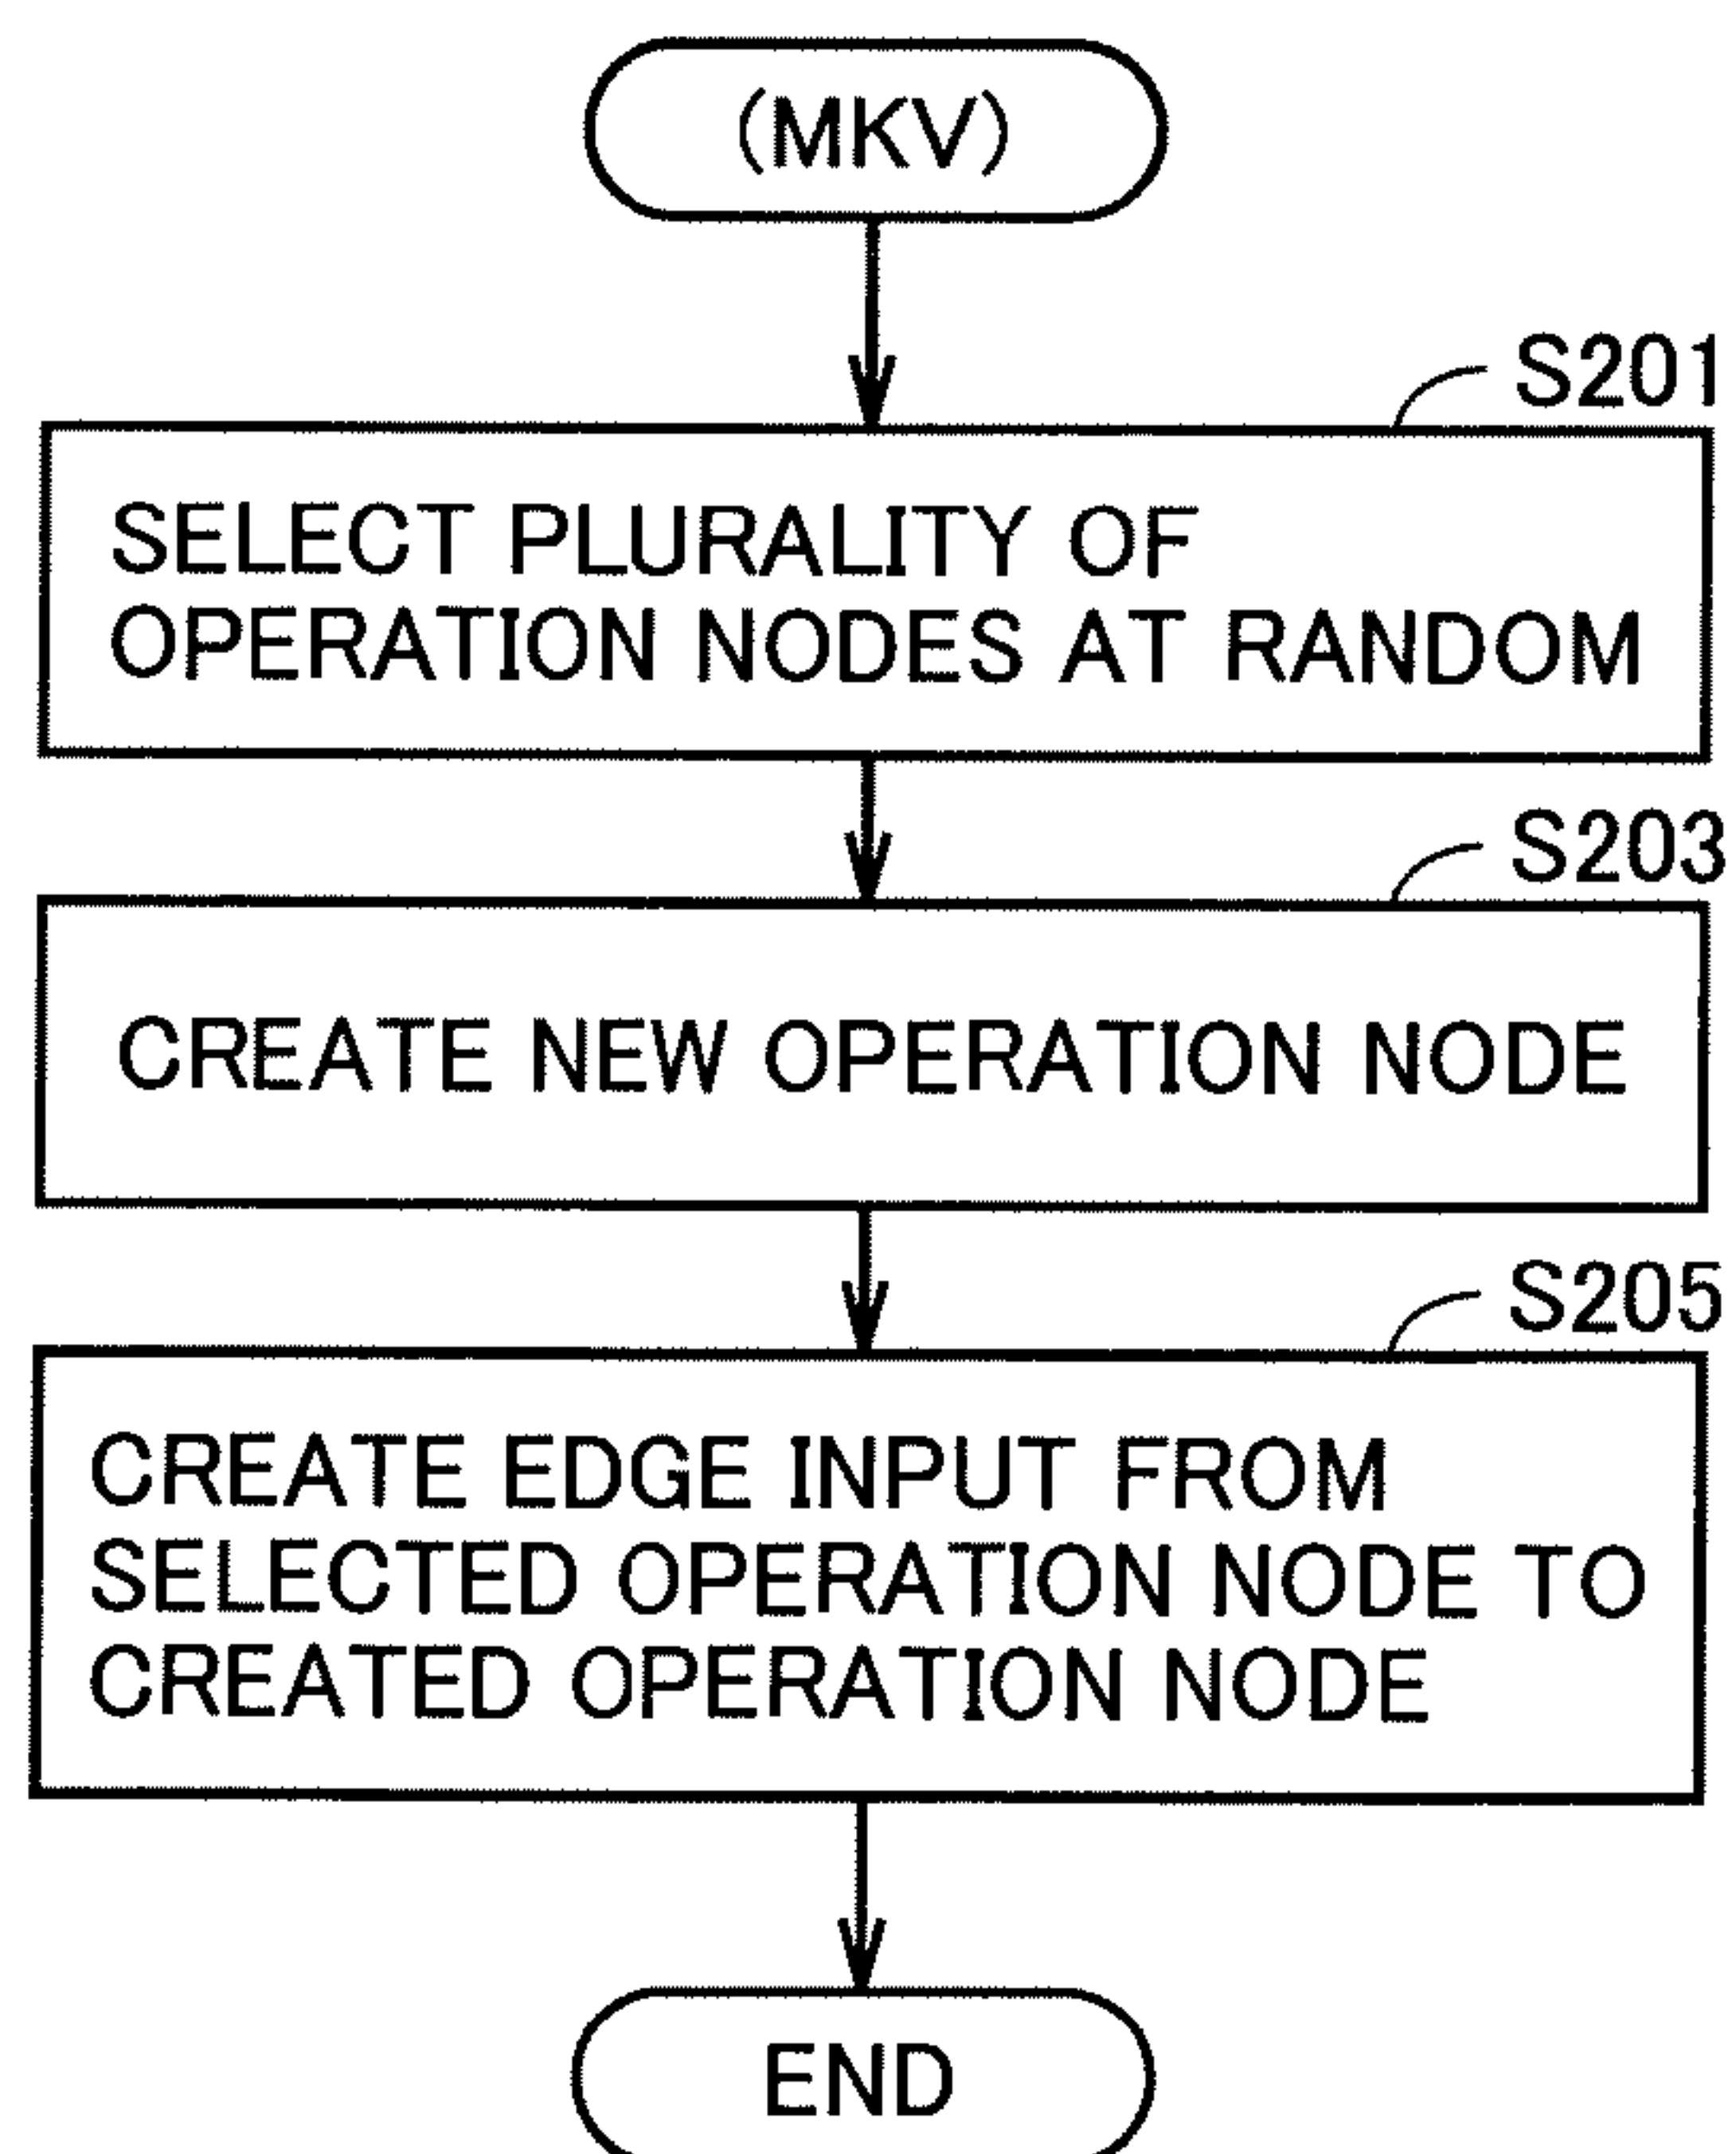 (MKV)
S201
SELECT PLURALITY OF
OPERATION NODES AT RANDOM
S203
CREATE NEW OPERATION NODE
S205
CREATE EDGE INPUT FROM
SELECTED OPERATION NODE TO
CREATED OPERATION NODE
END